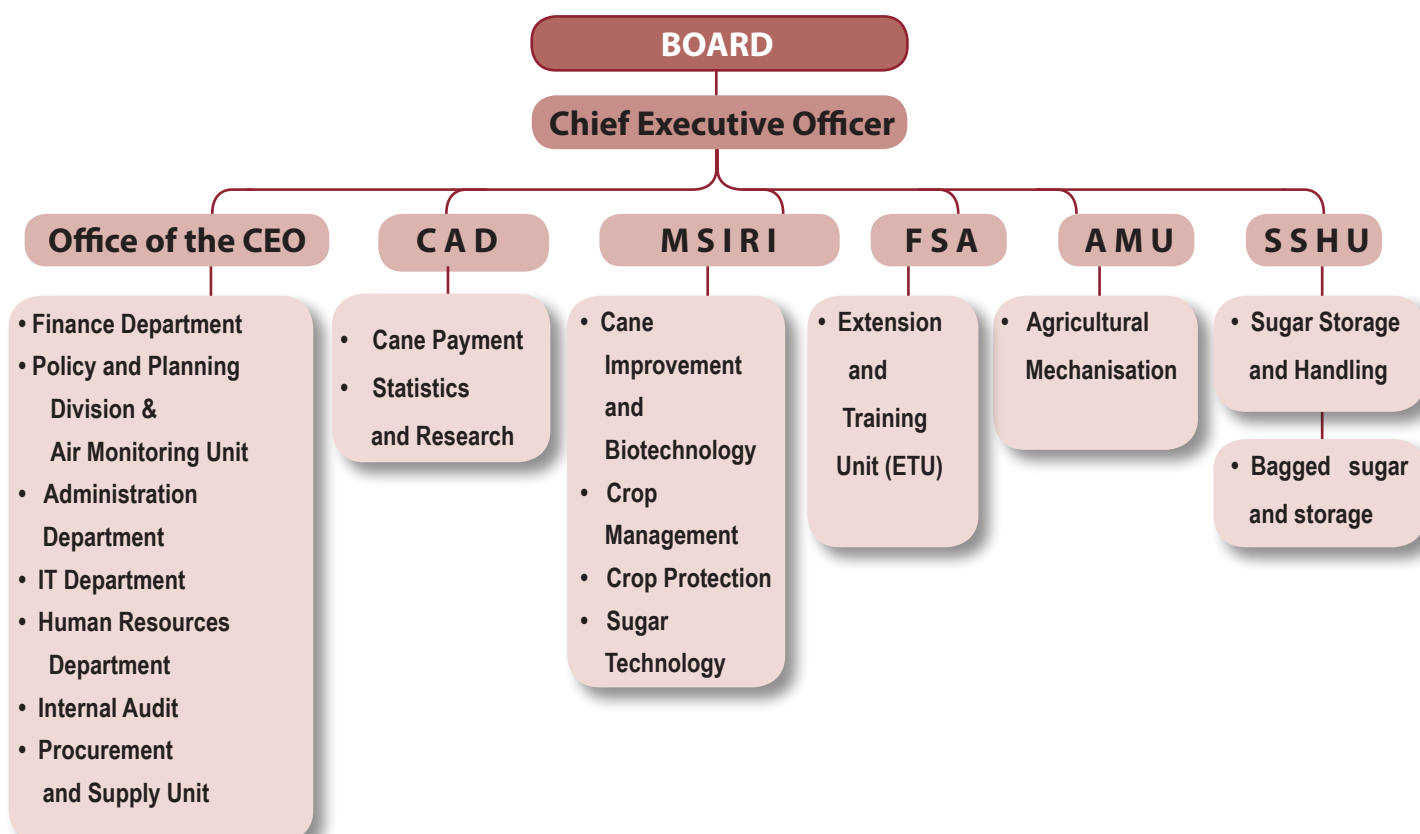 BOARD
Chief Executive Officer
Office of the CEO
• Finance Department
• Policy and Planning
Division &
Air Monitoring Unit
• Administration
Department
• IT Department
• Human Resources
Department
• Internal Audit
• Procurement
and Supply Unit
C A D
• Cane Payment
• Statistics
and Research
M S I R I
• Cane
Improvement
and
Biotechnology
• Crop
Management
• Crop Protection
• Sugar
Technology
F S A
• Extension
and
Training
Unit (ETU)
A M U
• Agricultural
Mechanisation
S S H U
• Sugar Storage
and Handling
• Bagged sugar
and storage